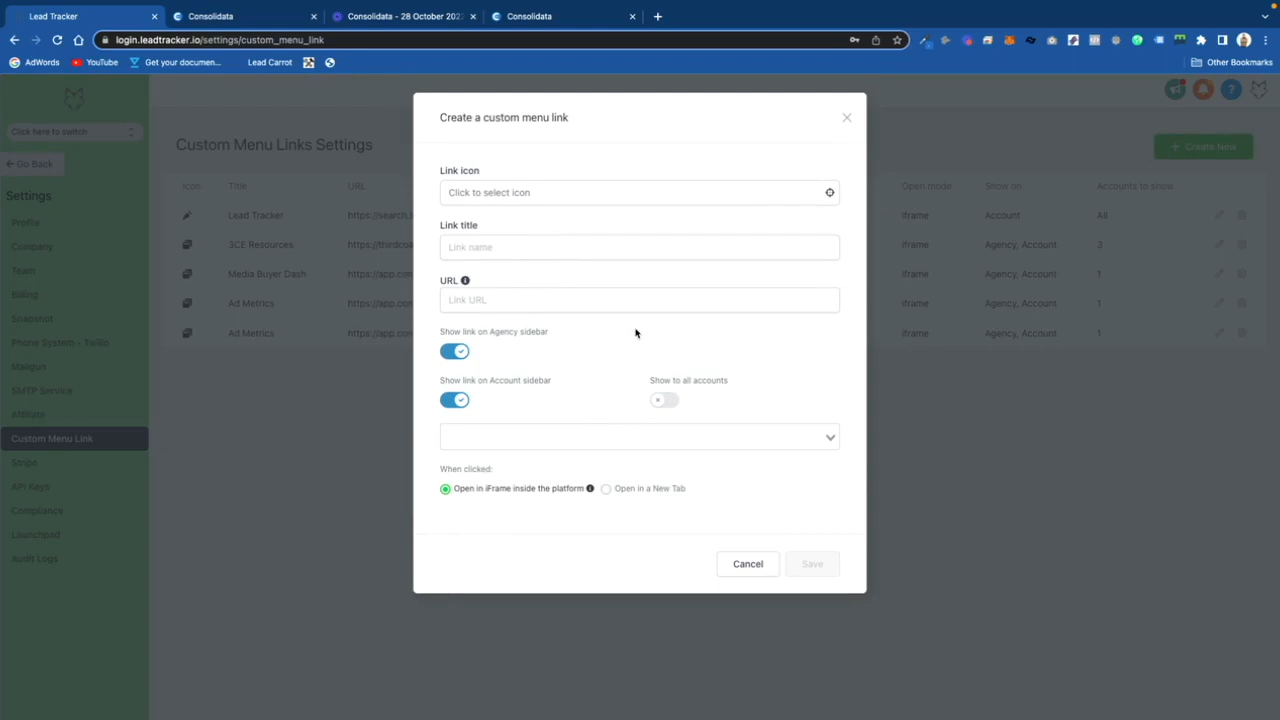 Lead Tracker
Consolidata
Consolidata - 28 October 202
Consolidata
login.leadtracker.io/settings/custom_menu_link
AdWords
YouTube
Get your documen...
Lead Carrot
Other Bookmarks
Click here to switch
Go Back
Settings
Profile
Company
Team
Billing
Snapshot
Phone System - Twilio
Mailgun
SMTP Service
Affiliate
Custom Menu Link
Stripe
API Keys
Compliance
Launchpad
Audit Logs
Custom Menu Links Settings
+ Create New
Icon Title URL Open mode Show on Accounts to show
Lead Tracker https://search. iframe Account All
3CE Resources https://thirdcol iframe Agency, Account 3
Media Buyer Dash https://app.con iframe Agency, Account 1
Ad Metrics https://app.con iframe Agency, Account 1
Ad Metrics https://app.con iframe Agency, Account 1
Create a custom menu link
Link icon
Click to select icon
Link title
Link name
URL
Link URL
Show link on Agency sidebar
Show link on Account sidebar Show to all accounts
When clicked:
Open in iFrame inside the platform Open in a New Tab
Cancel Save